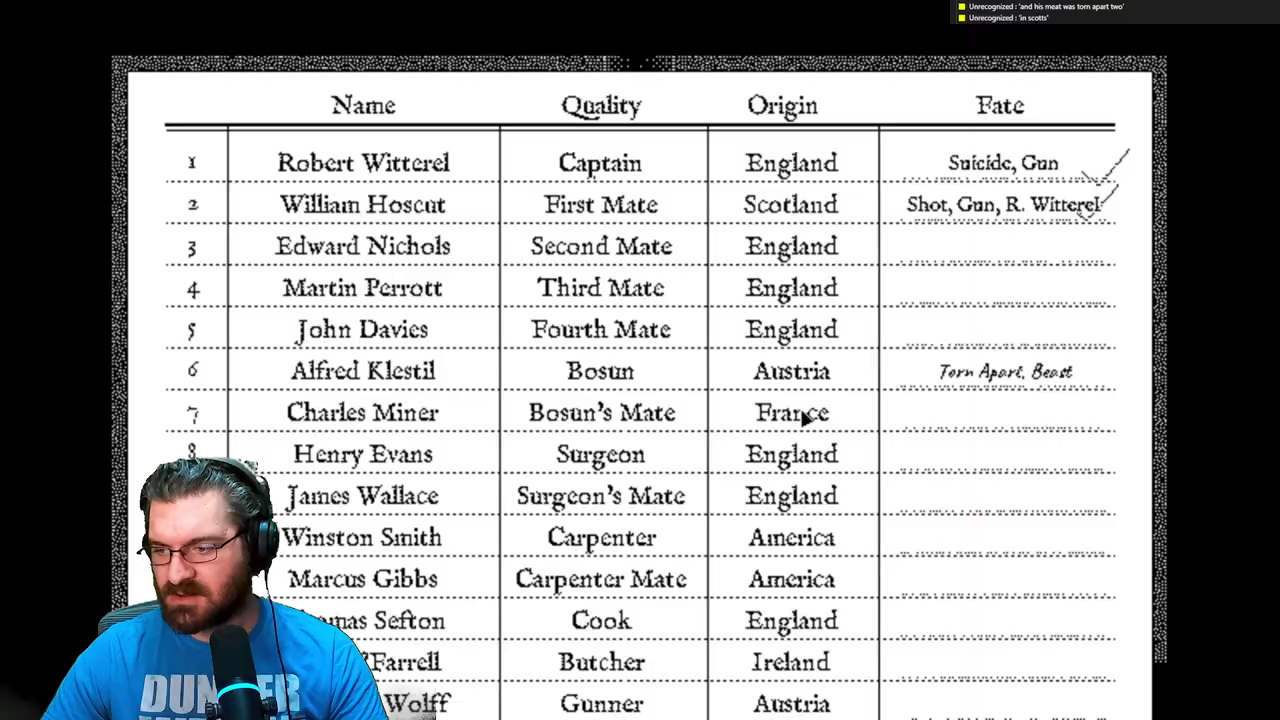 Unrecognized : 'and his meat was torn apart two'
Unrecognized : 'in scotts'
Name Quality Origin Fate
1 Robert Witterel Captain England Suicide, Gun
2 William Hoscut First Mate Scotland Shot, Gun, R. Witterel
3 Edward Nichols Second Mate England
4 Martin Perrott Third Mate England
5 John Davies Fourth Mate England
6 Alfred Klestil Bosun Austria Torn Apart, Beast
7 Charles Miner Bosun's Mate France
8 Henry Evans Surgeon England
James Wallace Surgeon's Mate England
Winston Smith Carpenter America
Marcus Gibbs Carpenter Mate America
Sefton Cook England
Farrell Butcher Ireland
Wolff Gunner Austria